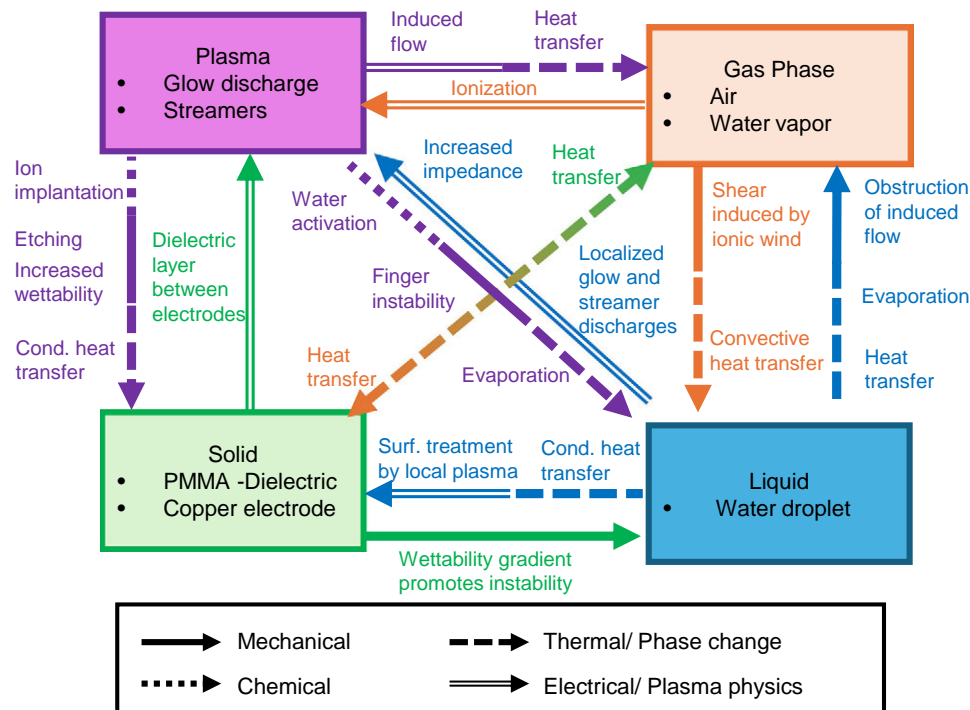 Induced
flow
Heat
transfer
Plasma
• Glow discharge
• Streamers
Ionization
Gas Phase
• Air
• Water vapor
Ion
implantation
Etching
Increased
wettability
Cond. heat
transfer
Dielectric
layer
between
electrodes
Water
activation
Increased
impedance
Finger
instability
Heat
transfer
Evaporation
Heat
transfer
Localized
glow and
streamer
discharges
Shear
induced by
ionic wind
Convective
heat transfer
Obstruction
of induced
flow
Evaporation
Heat
transfer
Solid
• PMMA -Dielectric
• Copper electrode
Surf. treatment
by local plasma
Cond. heat
transfer
Liquid
• Water droplet
Wettability gradient
promotes instability
Mechanical
Thermal/ Phase change
Chemical
Electrical/ Plasma physics